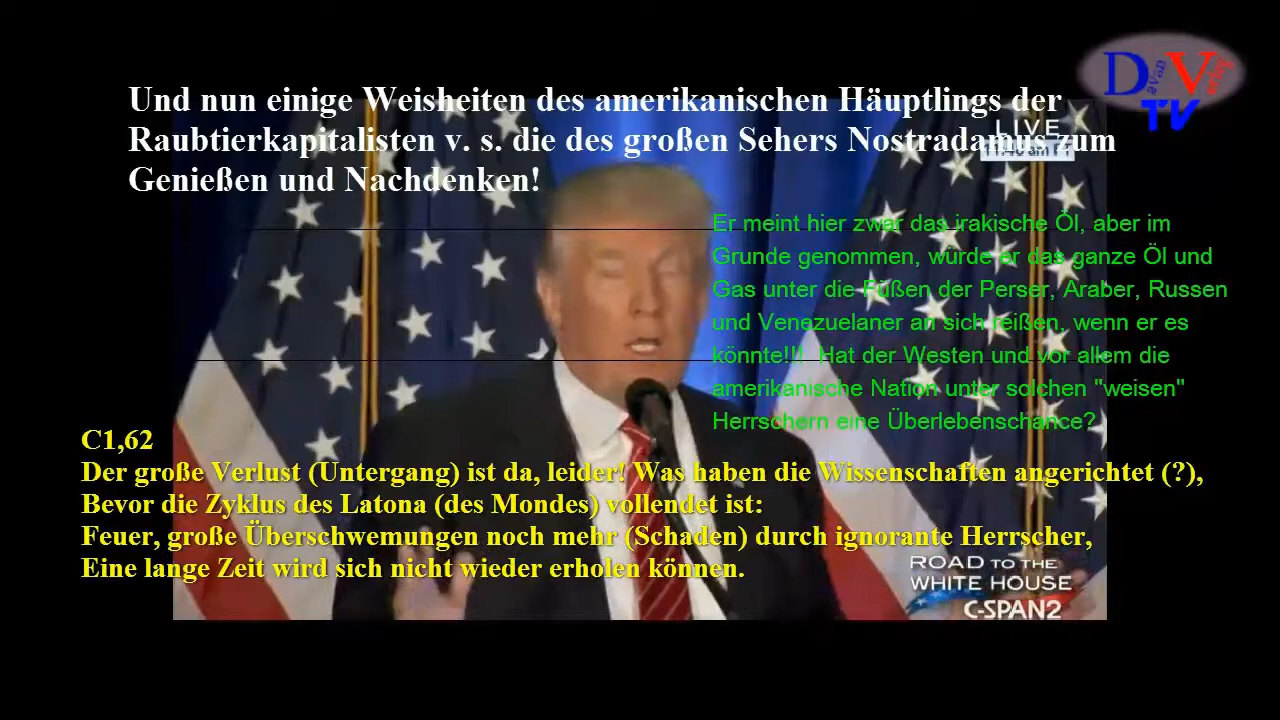 Davon Verlag
TV
Und nun einige Weisheiten des amerikanischen Häuptlings der
Raubtierkapitalisten v. s. die des großen Sehers Nostradamus zum
Genießen und Nachdenken!
LIVE
Er meint hier zwar das irakische Öl, aber im
Grunde genommen, würde er das ganze Öl und
Gas unter die Füßen der Perser, Araber, Russen
und Venezuelaner an sich reißen, wenn er es
könnte!!! Hat der Westen und vor allem die
amerikanische Nation unter solchen "weisen"
Herrschern eine Überlebenschance?
C1,62
Der große Verlust (Untergang) ist da, leider! Was haben die Wissenschaften angerichtet (?),
Bevor die Zyklus des Latona (des Mondes) vollendet ist:
Feuer, große Überschwemungen noch mehr (Schaden) durch ignorante Herrscher,
Eine lange Zeit wird sich nicht wieder erholen können.
ROAD TO THE
WHITE HOUSE
C-SPAN2